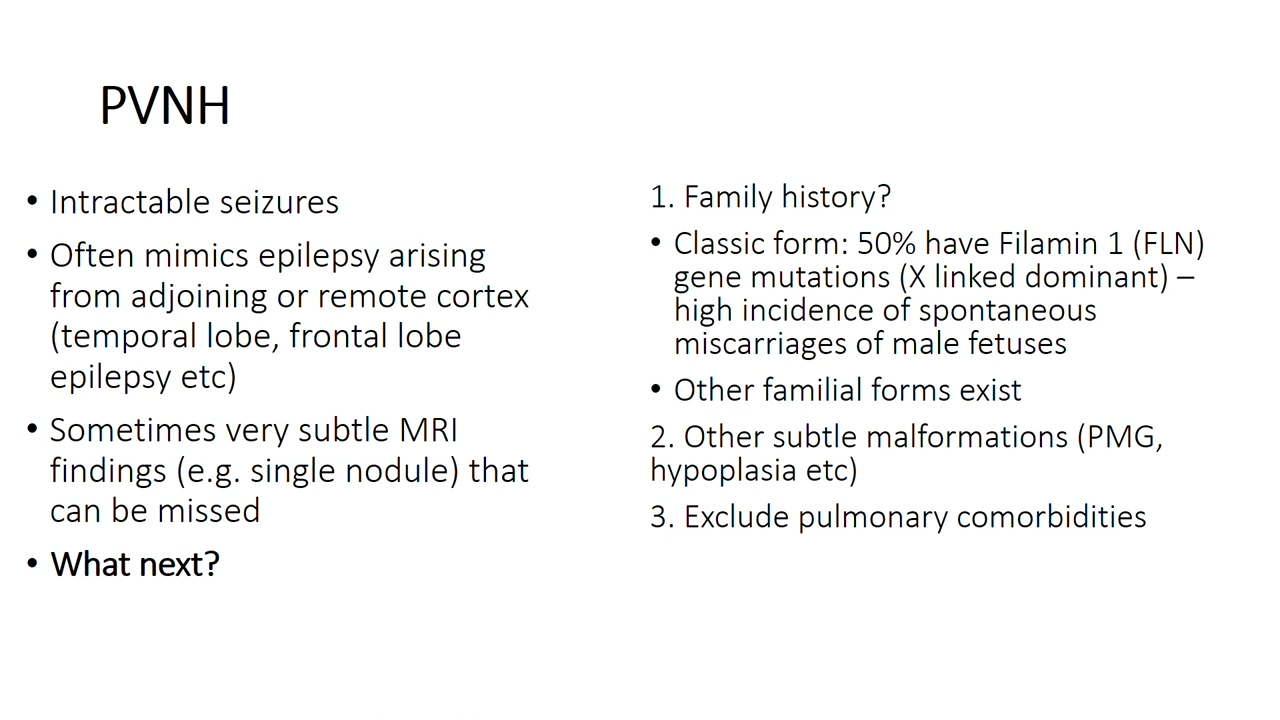 PVNH
• Intractable seizures
• Often mimics epilepsy arising
from adjoining or remote cortex
(temporal lobe, frontal lobe
epilepsy etc)
• Sometimes very subtle MRI
findings (e.g. single nodule) that
can be missed
• What next?
1. Family history?
• Classic form: 50% have Filamin 1 (FLN)
gene mutations (X linked dominant) –
high incidence of spontaneous
miscarriages of male fetuses
• Other familial forms exist
2. Other subtle malformations (PMG,
hypoplasia etc)
3. Exclude pulmonary comorbidities